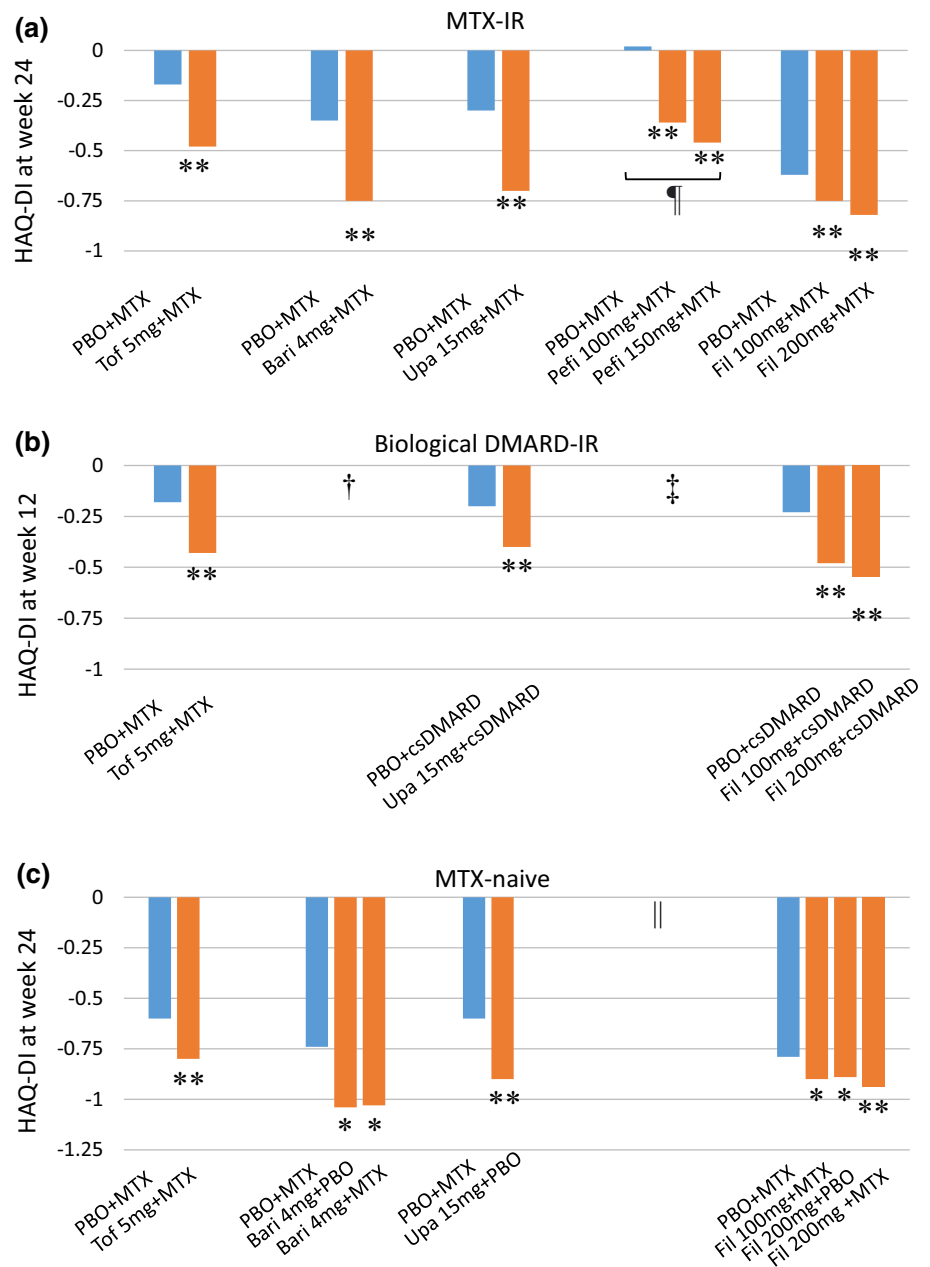 (a)
MTX-IR
HAQ-DI at week 24
0
-0.25
-0.5
-0.75
-1
**
**
**
**
**
¶
**
**
PBO+MTX
Tof 5mg+MTX
PBO+MTX
Bari 4mg+MTX
PBO+MTX
Upa 15mg+MTX
PBO+MTX
Pefi 100mg+MTX
Pefi 150mg+MTX
PBO+MTX
Fil 100mg+MTX
Fil 200mg+MTX
(b)
Biological DMARD-IR
HAQ-DI at week 12
0
-0.25
-0.5
-0.75
-1
**
†
**
‡
**
**
PBO+MTX
Tof 5mg+MTX
PBO+csDMARD
Upa 15mg+csDMARD
PBO+csDMARD
Fil 100mg+csDMARD
Fil 200mg+csDMARD
(c)
MTX-naive
HAQ-DI at week 24
0
-0.25
-0.5
-0.75
-1
-1.25
**
*
*
**
||
*
*
**
PBO+MTX
Tof 5mg+MTX
PBO+MTX
Bari 4mg+PBO
Bari 4mg+MTX
PBO+MTX
Upa 15mg+PBO
PBO+MTX
Fil 100mg+MTX
Fil 200mg+PBO
Fil 200mg +MTX